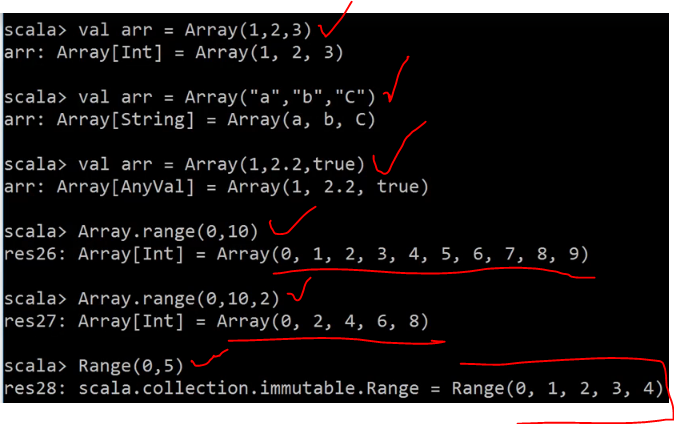 scala> val arr = Array(1,2,3)
arr: Array[Int] = Array(1, 2, 3)
scala> val arr = Array("a","b","C")
arr: Array[String] = Array(a, b, C)
scala> val arr = Array(1,2.2,true)
arr: Array[AnyVal] = Array(1, 2.2, true)
scala> Array.range(0,10)
res26: Array[Int] = Array(0, 1, 2, 3, 4, 5, 6, 7, 8, 9)
scala> Array.range(0,10,2)
res27: Array[Int] = Array(0, 2, 4, 6, 8)
scala> Range(0,5)
res28: scala.collection.immutable.Range = Range(0, 1, 2, 3, 4)